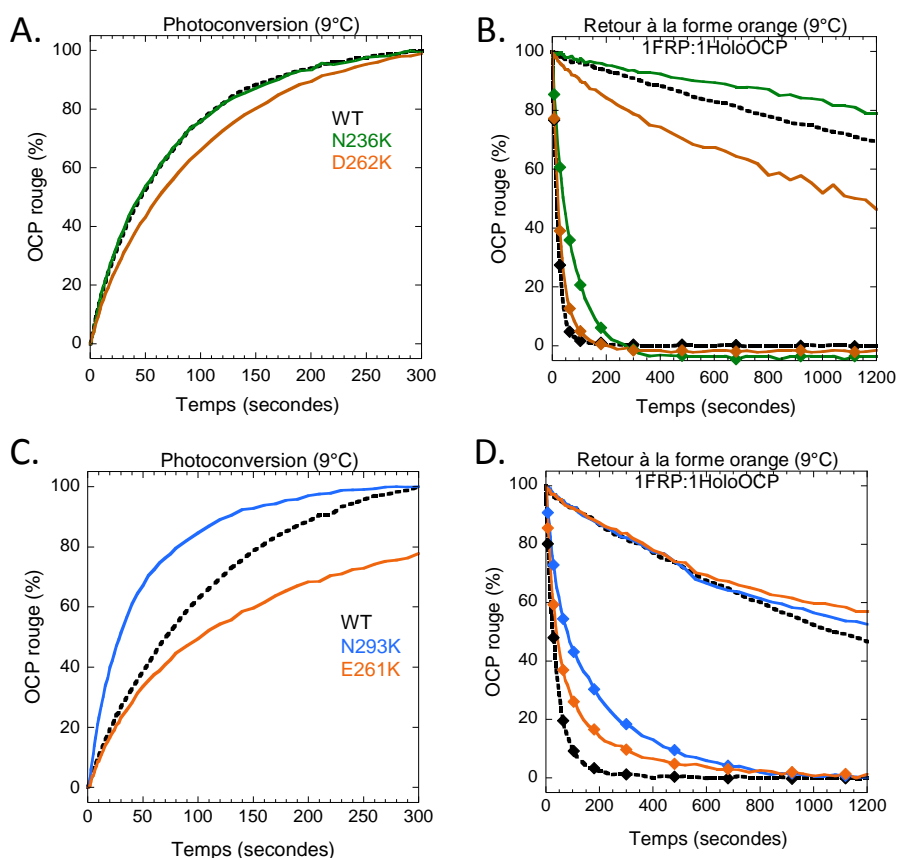 A.
Photoconversion (9°C)
100
80
60
40
20
0
OCP rouge (%)
WT
N236K
D262K
0 50 100 150 200 250 300
Temps (secondes)
B.
Retour à la forme orange (9°C)
1FRP:1HoloOCP
100
80
60
40
20
0
OCP rouge (%)
0 200 400 600 800 1000 1200
Temps (secondes)
C.
Photoconversion (9°C)
100
80
60
40
20
0
OCP rouge (%)
WT
N293K
E261K
0 50 100 150 200 250 300
Temps (secondes)
D.
Retour à la forme orange (9°C)
1FRP:1HoloOCP
100
80
60
40
20
0
OCP rouge (%)
0 200 400 600 800 1000 1200
Temps (secondes)